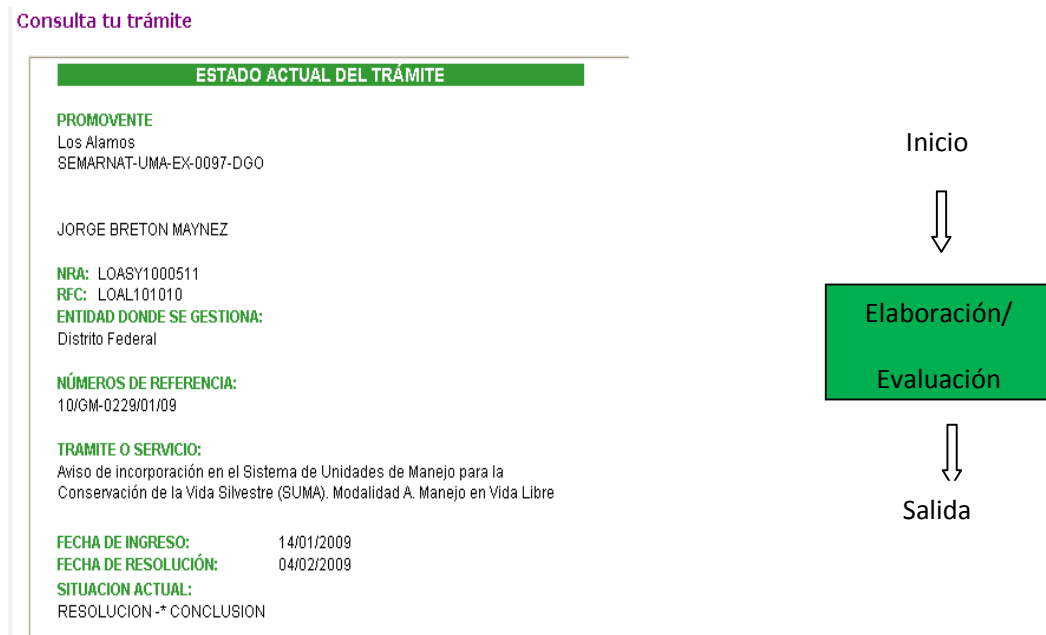 Consulta tu trámite
ESTADO ACTUAL DEL TRÁMITE
PROMOVENTE
Los Alamos
SEMARNAT-UMA-EX-0097-DGO
JORGE BRETON MAYNEZ
NRA: LOASY1000511
RFC: LOAL101010
ENTIDAD DONDE SE GESTIONA:
Distrito Federal
NÚMEROS DE REFERENCIA:
10/GM-0229/01/09
TRAMITE O SERVICIO:
Aviso de incorporación en el Sistema de Unidades de Manejo para la
Conservación de la Vida Silvestre (SUMA). Modalidad A. Manejo en Vida Libre
FECHA DE INGRESO: 14/01/2009
FECHA DE RESOLUCIÓN: 04/02/2009
SITUACION ACTUAL:
RESOLUCION -* CONCLUSION
Inicio
Elaboración/
Evaluación
Salida